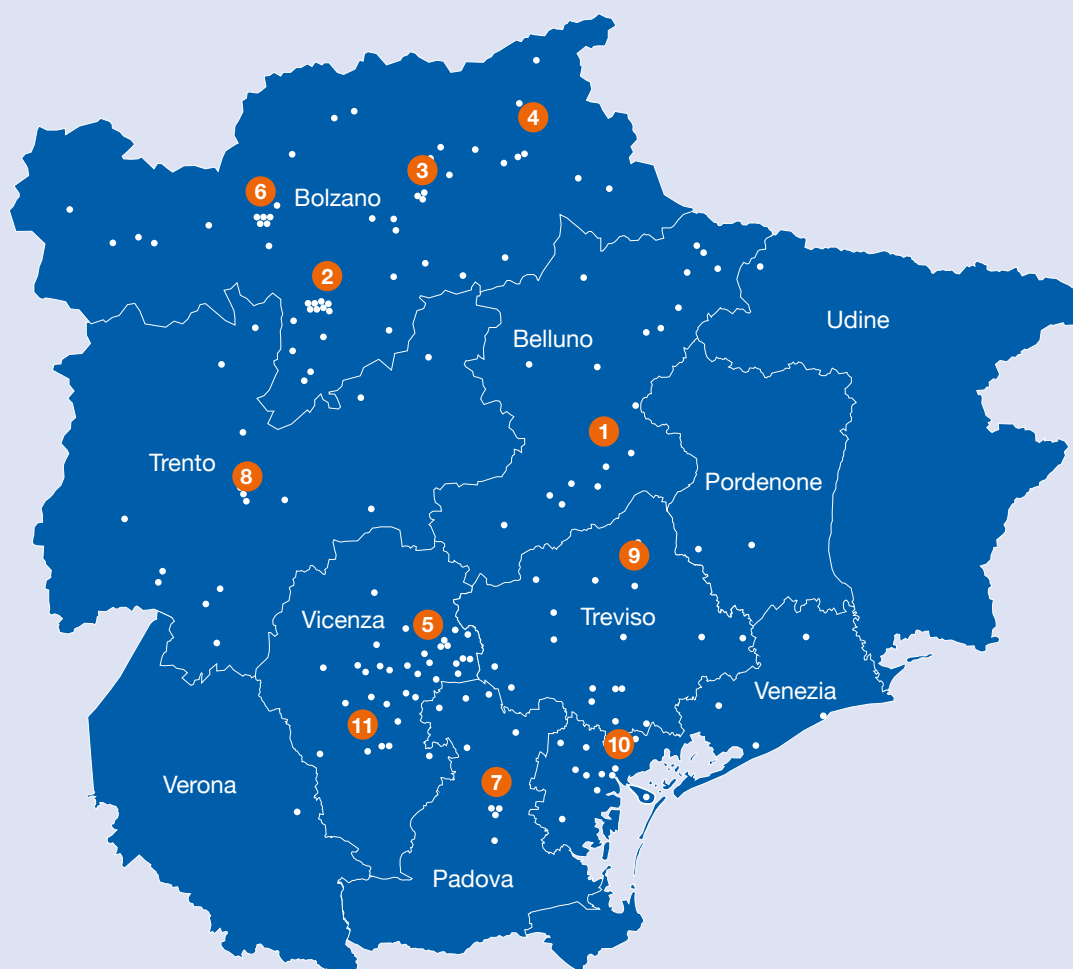 4
3
6
Bolzano
2
Udine
Belluno
1
Trento
8
Pordenone
9
Vicenza
5
Treviso
Venezia
11
10
Verona
7
Padova